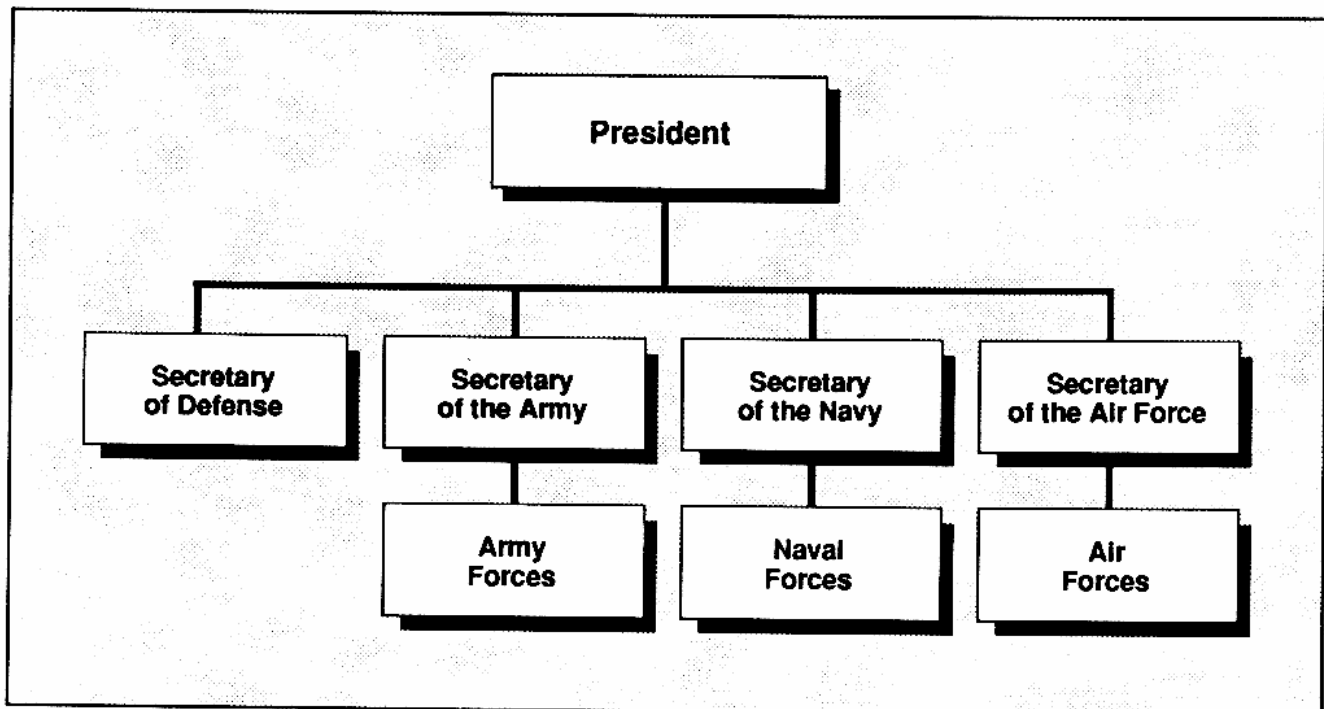 President
Secretary
of Defense
Secretary
of the Army
Secretary
of the Navy
Secretary
of the Air Force
Army
Forces
Naval
Forces
Air
Forces